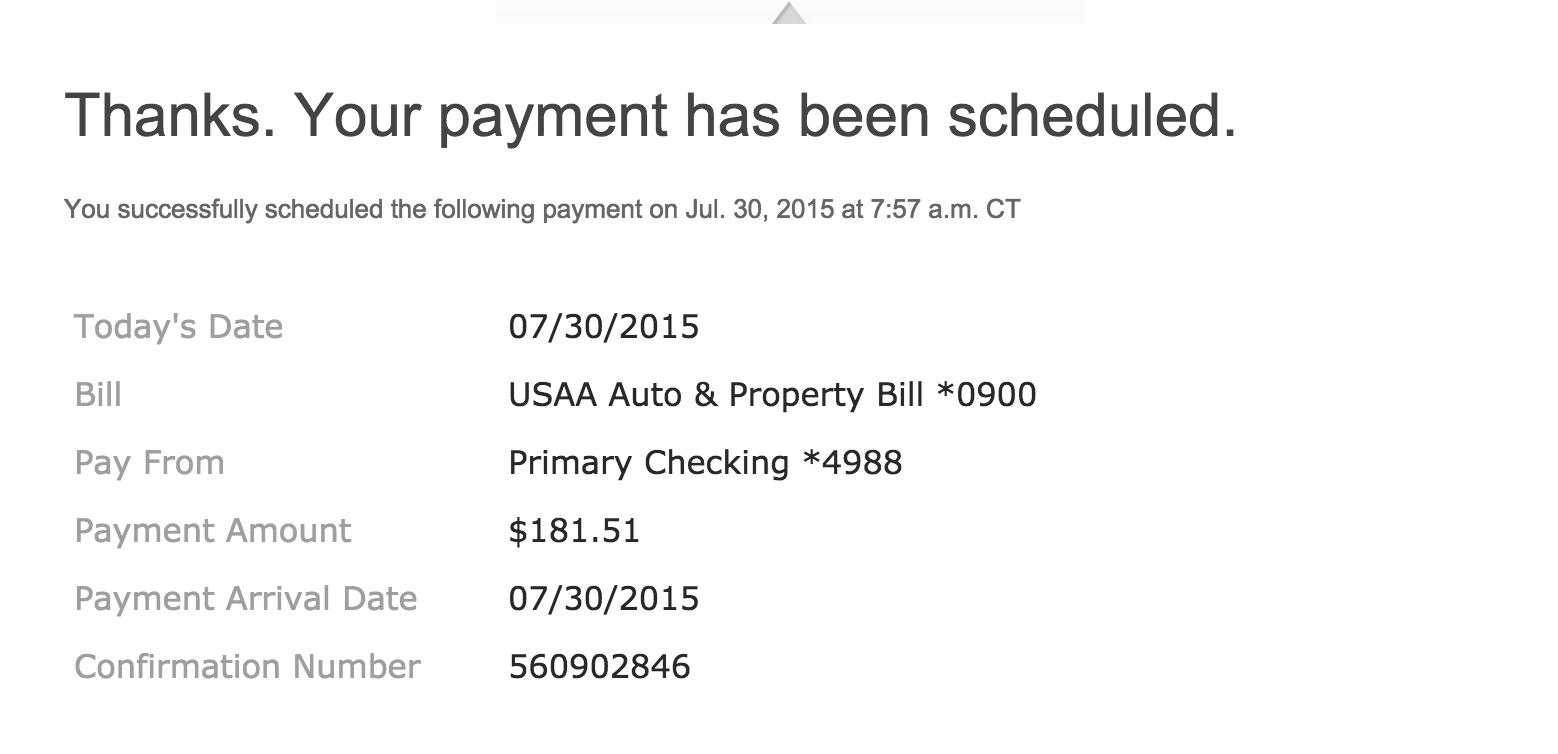 Thanks. Your payment has been scheduled.
You successfully scheduled the following payment on Jul. 30, 2015 at 7:57 a.m. CT
Today's Date 07/30/2015
Bill USAA Auto & Property Bill *0900
Pay From Primary Checking *4988
Payment Amount $181.51
Payment Arrival Date 07/30/2015
Confirmation Number 560902846